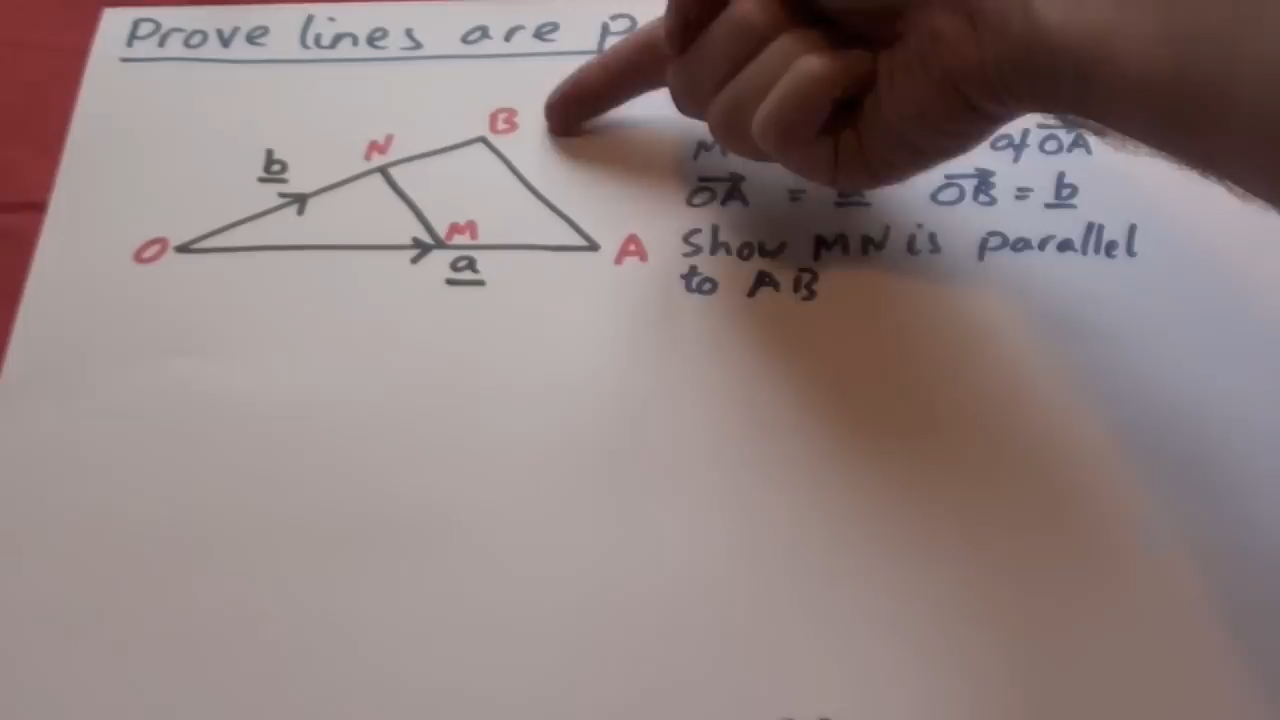 Prove lines are
B
N
b
M
of OA
OA = a OB = b
O
M
A
Show MN is parallel
a
to AB